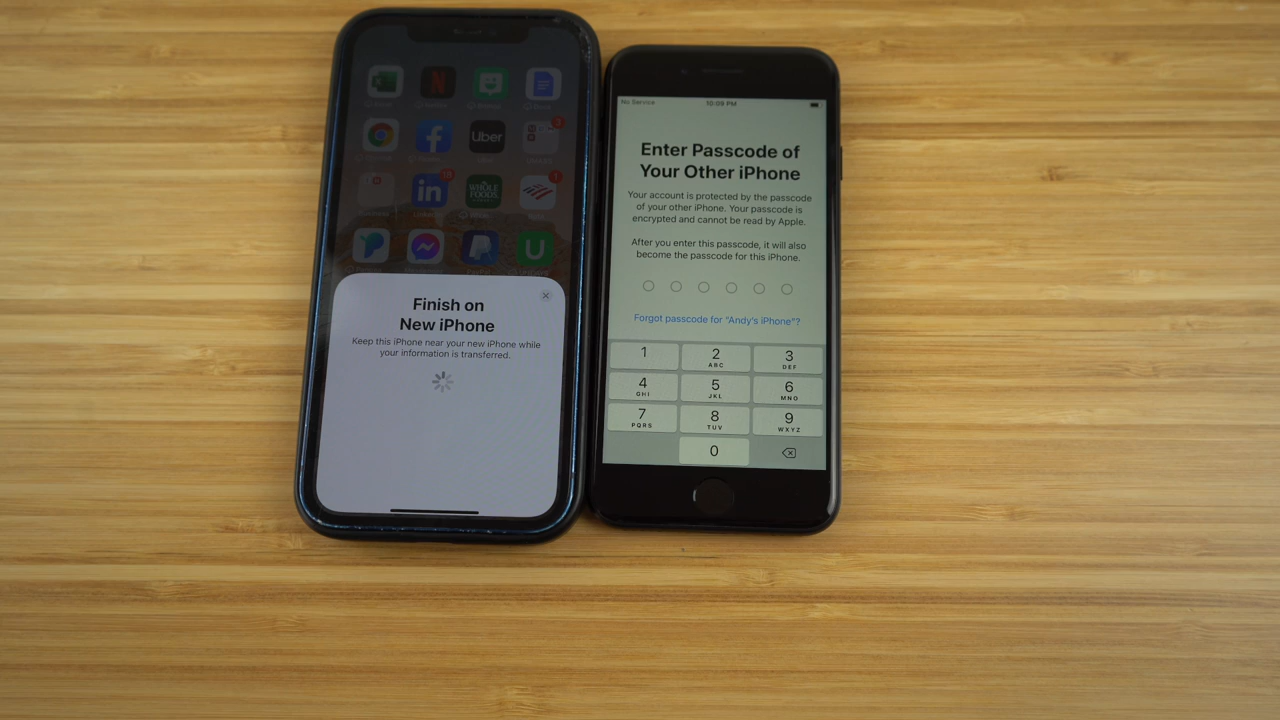 Uber
WHOLE
FOODS
Finish on
New iPhone
Keep this iPhone near your new iPhone while
your information is transferred.
No Service
10:09 PM
Enter Passcode of
Your Other iPhone
Your account is protected by the passcode
of your other iPhone. Your passcode is
encrypted and cannot be read by Apple.
After you enter this passcode, it will also
become the passcode for this iPhone.
Forgot passcode for "Andy's iPhone"?
1
2
ABC
3
DEF
4
GHI
5
JKL
6
MNO
7
PQRS
8
TUV
9
WXYZ
0